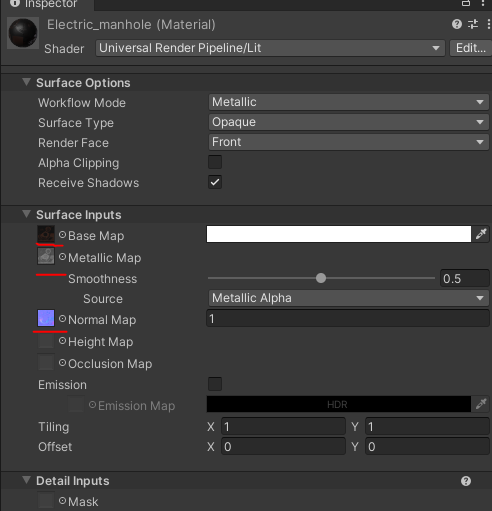 Inspector
Electric_manhole (Material)
Shader Universal Render Pipeline/Lit Edit...
Surface Options
Workflow Mode Metallic
Surface Type Opaque
Render Face Front
Alpha Clipping
Receive Shadows
Surface Inputs
Base Map
Metallic Map
Smoothness 0.5
Source Metallic Alpha
Normal Map 1
Height Map
Occlusion Map
Emission
Emission Map HDR
Tiling X 1 Y 1
Offset X 0 Y 0
Detail Inputs
Mask